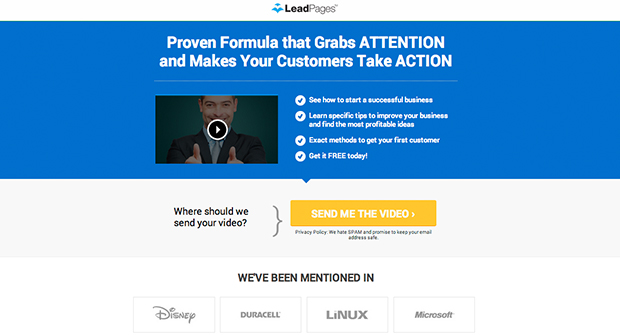 LeadPages™
Proven Formula that Grabs ATTENTION
and Makes Your Customers Take ACTION
See how to start a successful business
Learn specific tips to improve your business
and find the most profitable ideas
Exact methods to get your first customer
Get it FREE today!
Where should we
send your video?
SEND ME THE VIDEO ›
Privacy Policy: We hate SPAM and promise to keep your email
address safe.
WE'VE BEEN MENTIONED IN
Disney
DURACELL
LiNUX
Microsoft